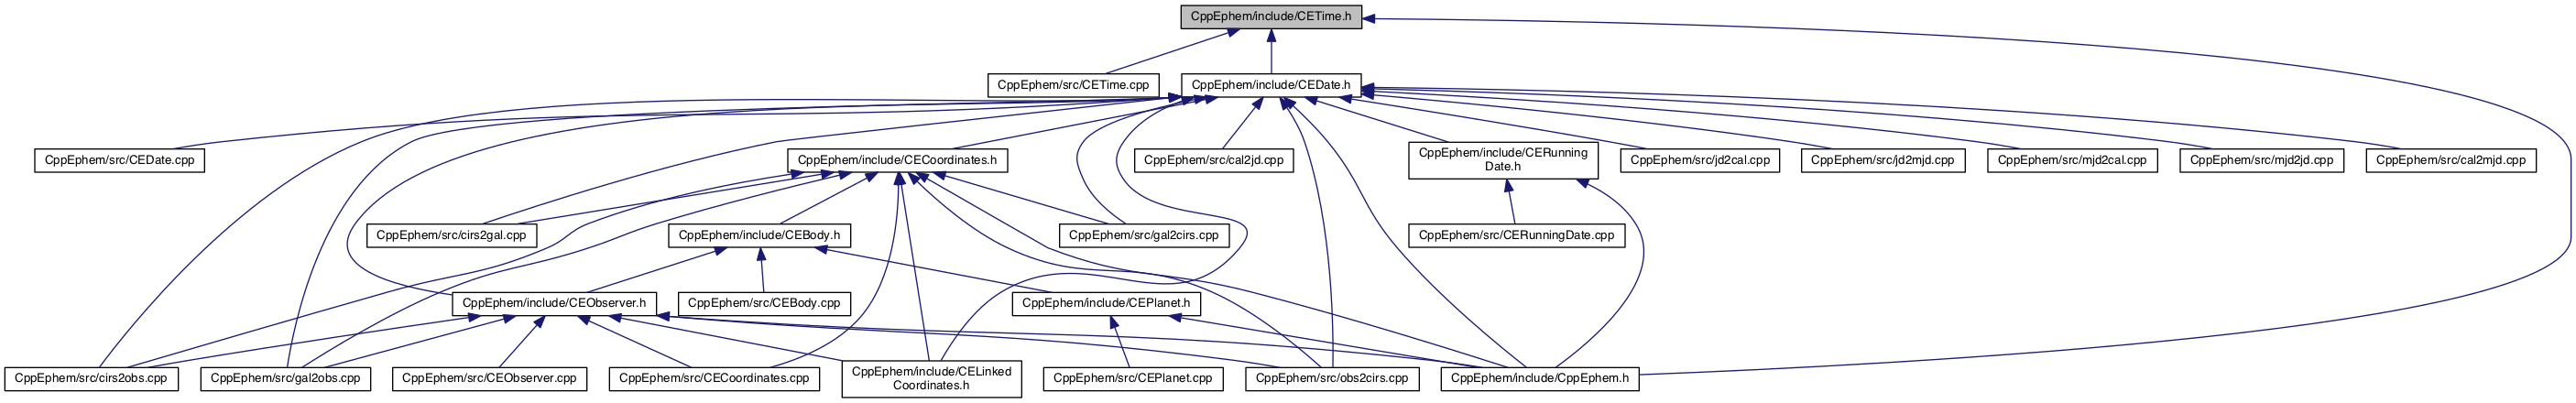 CppEphem/include/CETime.h
CppEphem/src/CETime.cpp
CppEphem/include/CEDate.h
CppEphem/src/CEDate.cpp
CppEphem/include/CECoordinates.h
CppEphem/src/cal2jd.cpp
CppEphem/include/CERunning
Date.h
CppEphem/src/jd2cal.cpp
CppEphem/src/jd2mjd.cpp
CppEphem/src/mjd2cal.cpp
CppEphem/src/mjd2jd.cpp
CppEphem/src/cal2mjd.cpp
CppEphem/src/cirs2gal.cpp
CppEphem/include/CEBody.h
CppEphem/src/gal2cirs.cpp
CppEphem/src/CERunningDate.cpp
CppEphem/include/CEObserver.h
CppEphem/src/CEBody.cpp
CppEphem/include/CEPlanet.h
CppEphem/src/cirs2obs.cpp
CppEphem/src/gal2obs.cpp
CppEphem/src/CEObserver.cpp
CppEphem/src/CECoordinates.cpp
CppEphem/include/CELinked
Coordinates.h
CppEphem/src/CEPlanet.cpp
CppEphem/src/obs2cirs.cpp
CppEphem/include/CppEphem.h